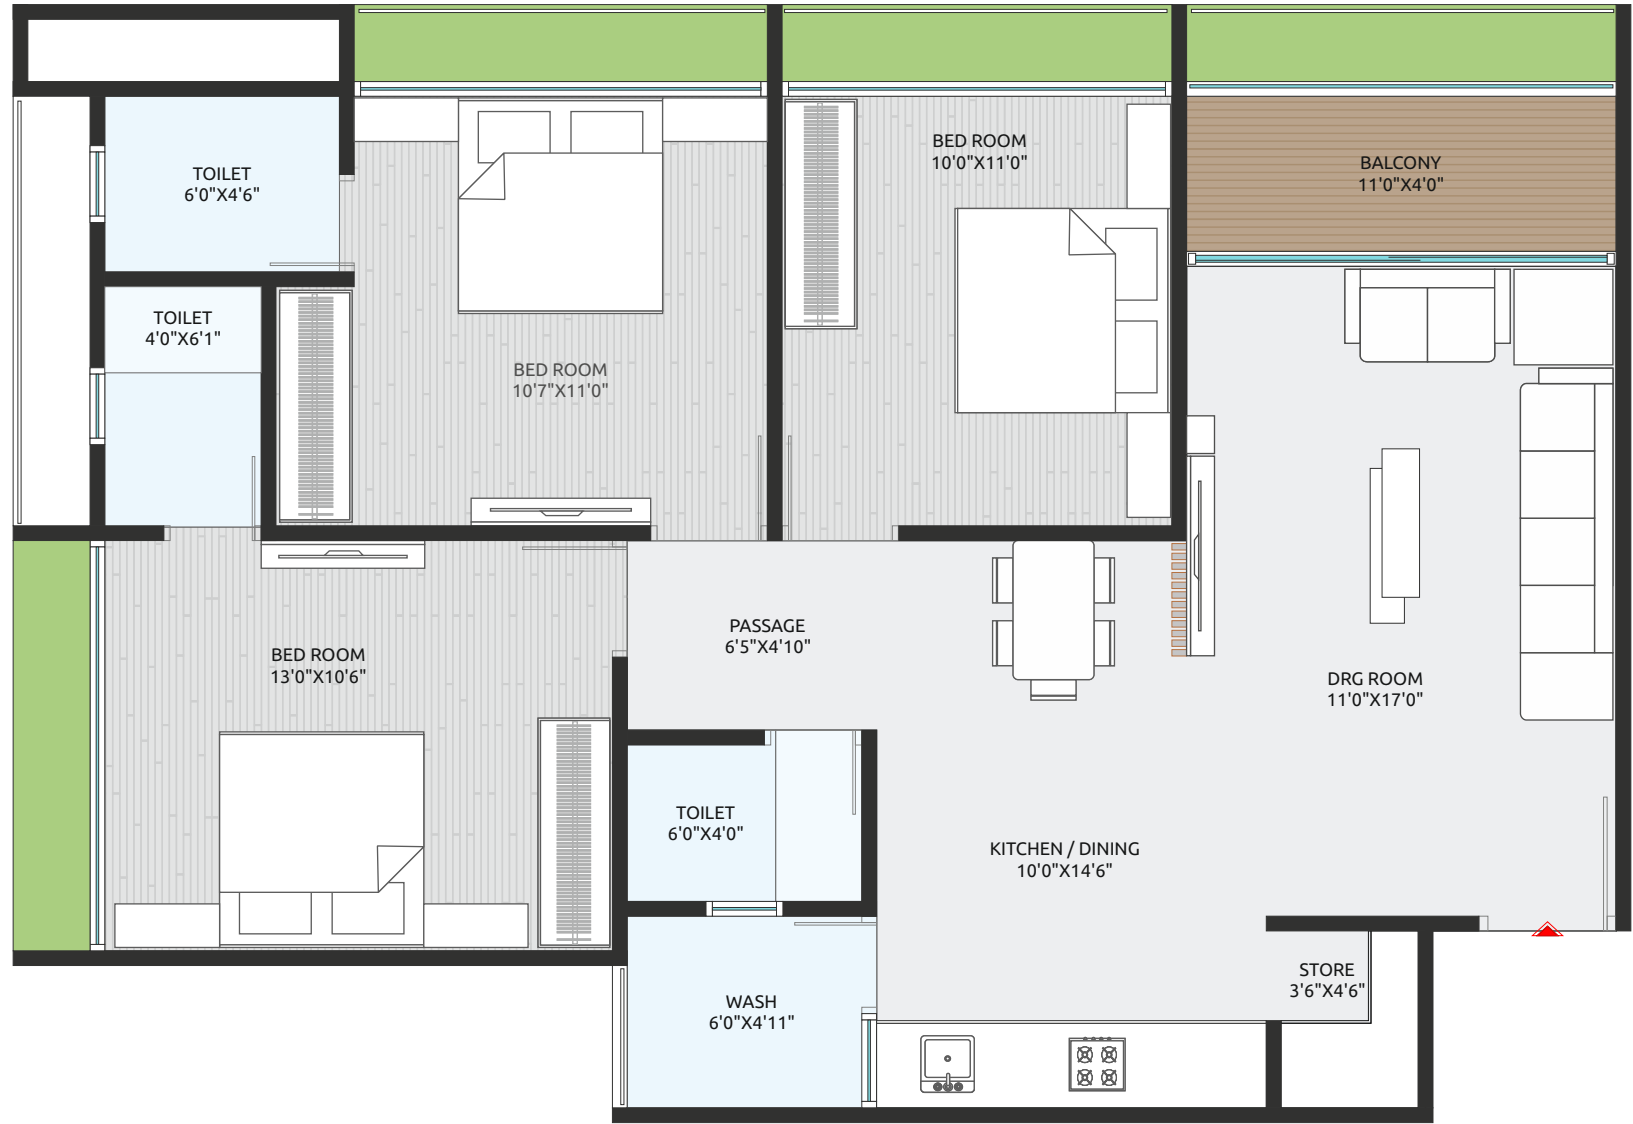 TOILET
6'0"X4'6"
BED ROOM
10'0"X11'0"
BALCONY
11'0"X4'0"
TOILET
4'0"X6'1"
BED ROOM
10'7"X11'0"
PASSAGE
6'5"X4'10"
BED ROOM
13'0"X10'6"
DRG ROOM
11'0"X17'0"
TOILET
6'0"X4'0"
KITCHEN / DINING
10'0"X14'6"
STORE
3'6"X4'6"
WASH
6'0"X4'11"